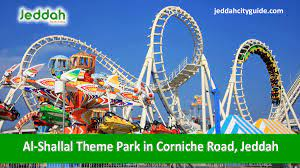 Jeddah
jeddahcityguide.com
Al-Shallal Theme Park in Corniche Road, Jeddah